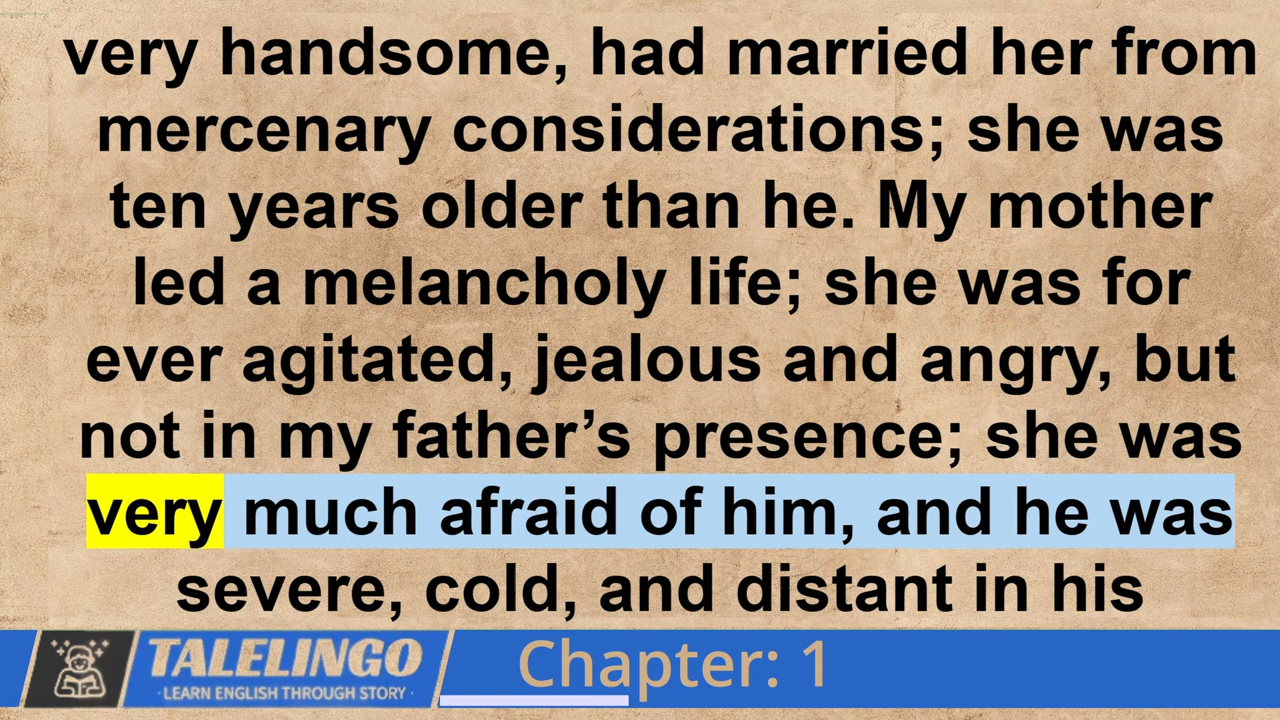 very handsome, had married her from
mercenary considerations; she was
ten years older than he. My mother
led a melancholy life; she was for
ever agitated, jealous and angry, but
not in my father’s presence; she was
very much afraid of him, and he was
severe, cold, and distant in his
TALELINGO
· LEARN ENGLISH THROUGH STORY ·
Chapter: 1